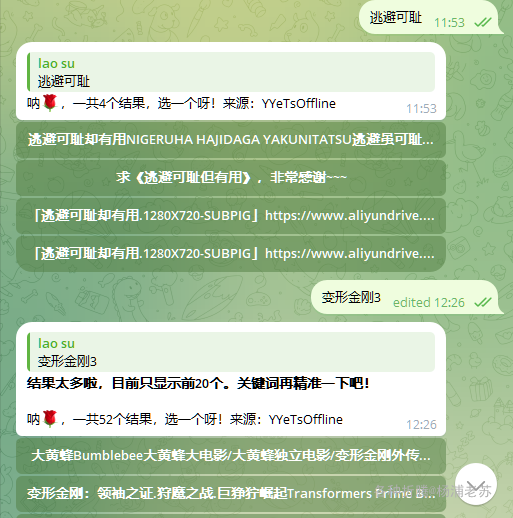 逃避可耻
11:53
lao su
逃避可耻
呐🌹，一共4个结果，选一个呀！来源：YYeTsOffline
11:53
逃避可耻却有用NIGERUHA HAJIDAGA YAKUNITATSU逃避虽可耻...
求《逃避可耻但有用》，非常感谢~~~
「逃避可耻却有用.1280X720-SUBPIG」https://www.aliyundrive....
「逃避可耻却有用.1280X720-SUBPIG」https://www.aliyundrive....
变形金刚3
edited 12:26
lao su
变形金刚3
结果太多啦，目前只显示前20个。关键词再精准一下吧！
呐🌹，一共52个结果，选一个呀！来源：YYeTsOffline
12:26
大黄蜂Bumblebee大黄蜂大电影/大黄蜂独立电影/变形金刚外传...
变形金刚：领袖之证.狩魔之战.巨狰狞崛起Transformers Prime B...